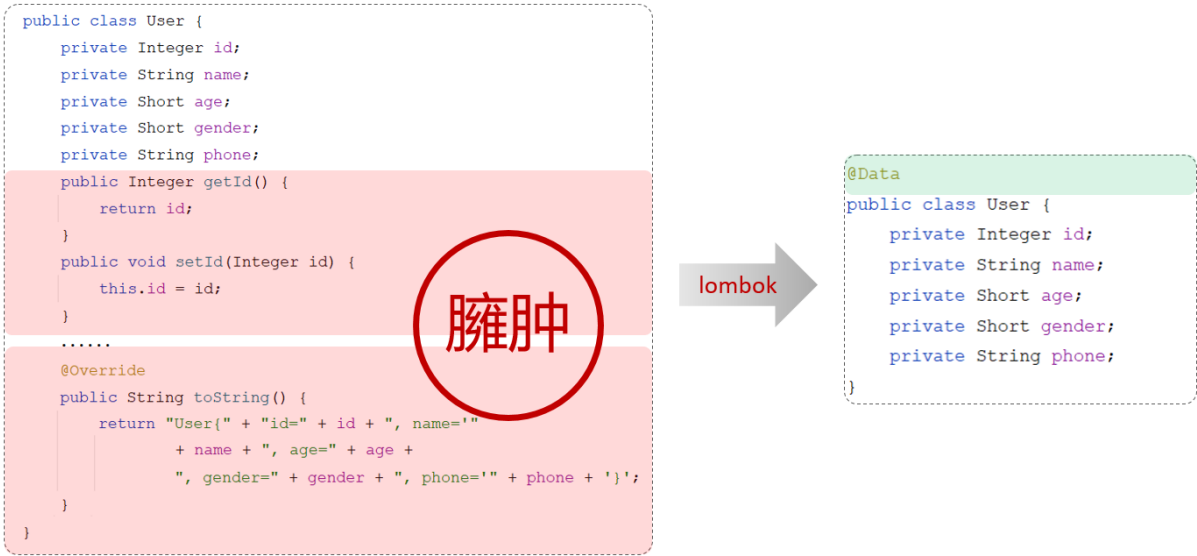 public class User {
private Integer id;
private String name;
private Short age;
private Short gender;
private String phone;
public Integer getId() {
return id;
}
public void setId(Integer id) {
this.id = id;
}
......
@Override
public String toString() {
return "User{" + "id=" + id + ", name='"
+ name + ", age=" + age +
", gender=" + gender + ", phone='" + phone + '}';
}
}
臃肿
lombok
@Data
public class User {
private Integer id;
private String name;
private Short age;
private Short gender;
private String phone;
}